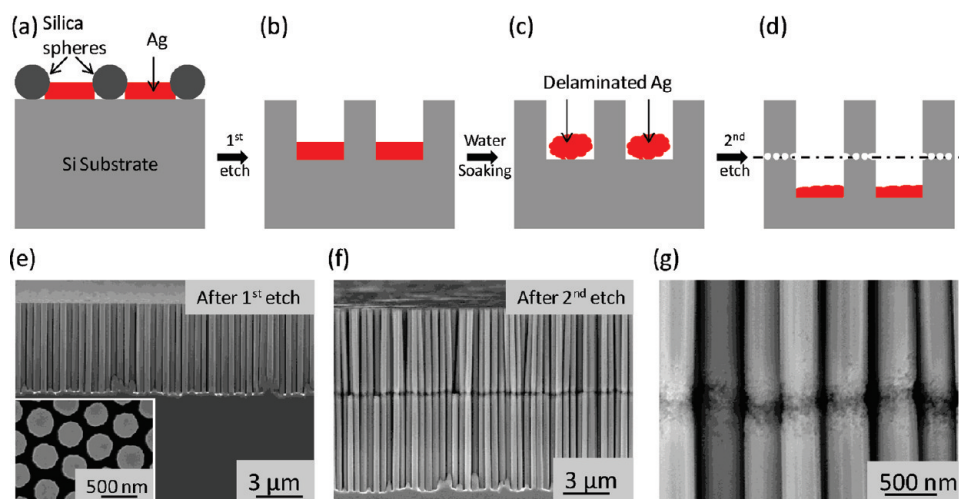 (a)
Silica
spheres
Ag
Si Substrate
1st
etch
(b)
Water
Soaking
(c)
Delaminated Ag
2nd
etch
(d)
(e)
After 1st etch
500 nm
3 μm
(f)
After 2nd etch
3 μm
(g)
500 nm